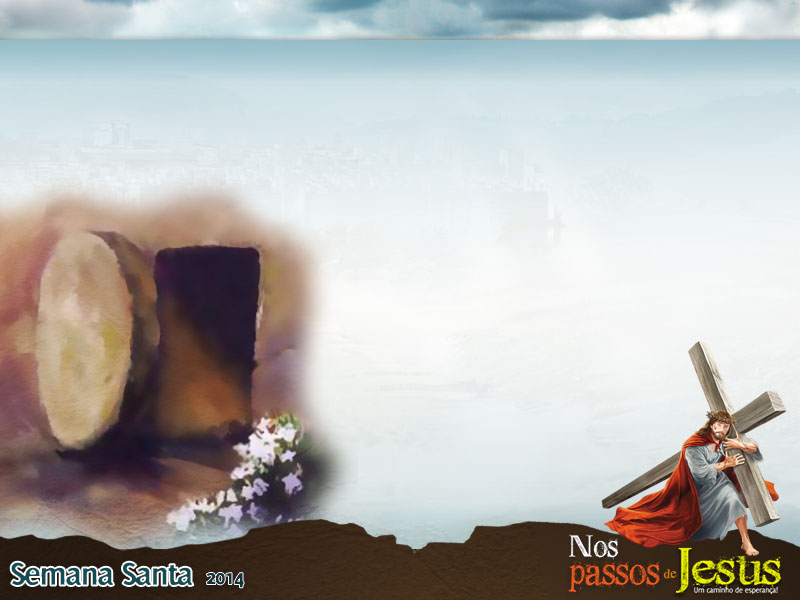 Semana Santa 2014
Nos
passos de Jesus
Um caminho de esperança!